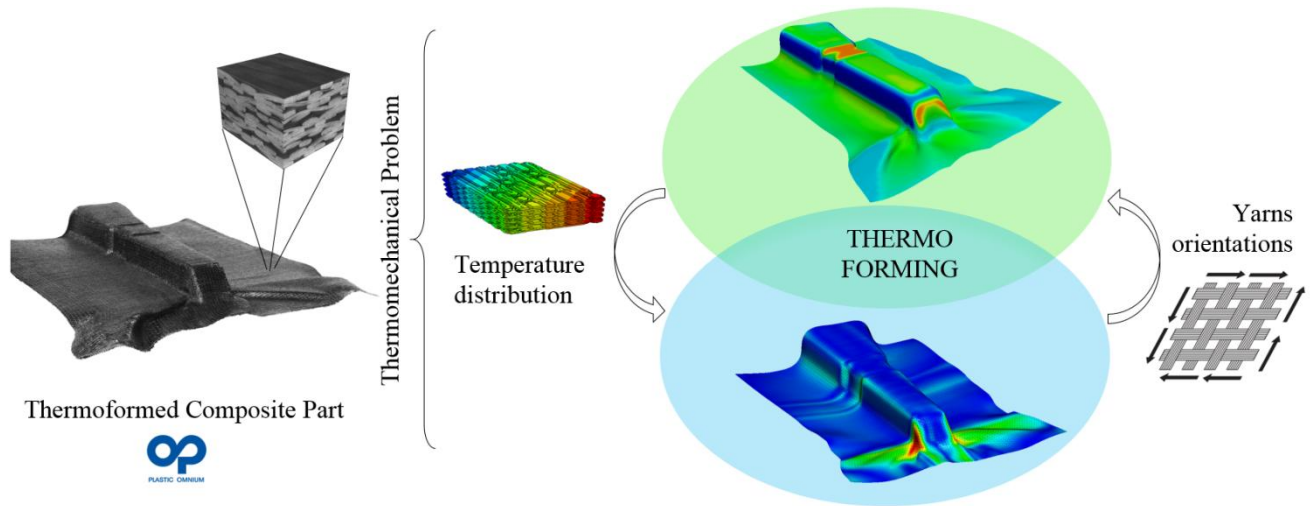 Thermoformed Composite Part
PLASTIC OMNIUM
Thermomechanical Problem
Temperature
distribution
THERMO
FORMING
Yarns
orientations